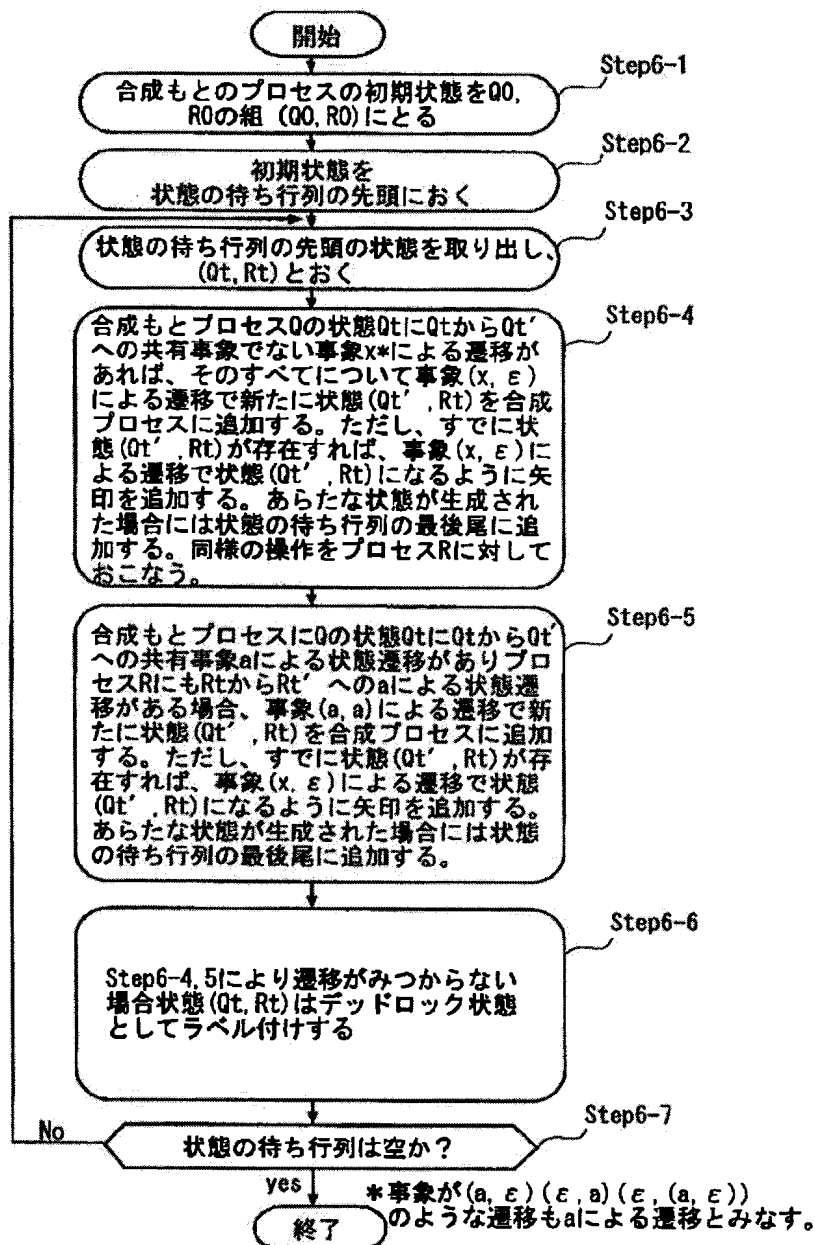 開始
Step6-1
合成もとのプロセスの初期状態をQ0,
R0の組 (Q0,R0)にとる
Step6-2
初期状態を
状態の待ち行列の先頭におく
Step6-3
状態の待ち行列の先頭の状態を取り出し、
(Qt,Rt)とおく
Step6-4
合成もとプロセスQの状態QtにQtからQt′
への共有事象でない事象x*による遷移が
あれば、そのすべてについて事象(x, ε)
による遷移で新たに状態(Qt′,Rt)を合成
プロセスに追加する。ただし、すでに状
態(Qt′,Rt)が存在すれば、事象(x, ε)に
よる遷移で状態(Qt′,Rt)になるように矢
印を追加する。あらたな状態が生成され
た場合には状態の待ち行列の最後尾に追
加する。同様の操作をプロセスRに対して
おこなう。
Step6-5
合成もとプロセスにQの状態QtにQtからQt′
への共有事象aによる状態遷移がありプロ
セスRにもRtからRt′ へのaによる状態遷
移がある場合、事象(a,a)による遷移で新
たに状態(Qt′,Rt)を合成プロセスに追加
する。ただし、すでに状態(Qt′,Rt)が存
在すれば、事象(x, ε)による遷移で状態
(Qt′,Rt)になるように矢印を追加する。
あらたな状態が生成された場合には状態
の待ち行列の最後尾に追加する。
Step6-6
Step6-4,5により遷移がみつからない
場合状態(Qt,Rt)はデッドロック状態
としてラベル付けする
Step6-7
No
状態の待ち行列は空か？
yes
*事象が(a, ε)(ε,a)(ε,(a, ε))
のような遷移もaによる遷移とみなす。
終了